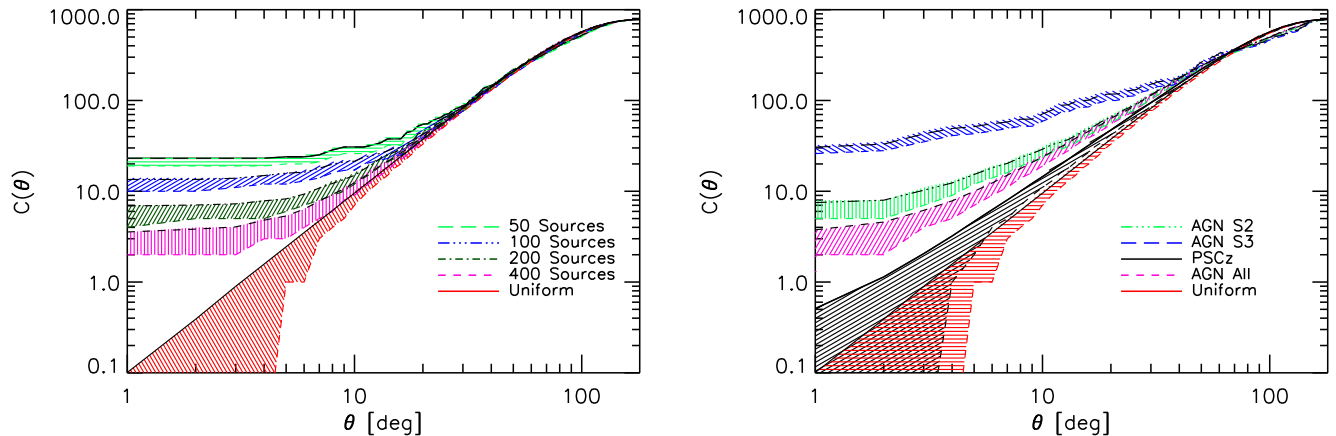 1000.0
100.0
10.0
1.0
0.1
C(θ)
50 Sources
100 Sources
200 Sources
400 Sources
Uniform
1
10
100
θ [deg]
1000.0
100.0
10.0
1.0
0.1
C(θ)
AGN S2
AGN S3
PSCz
AGN All
Uniform
1
10
100
θ [deg]